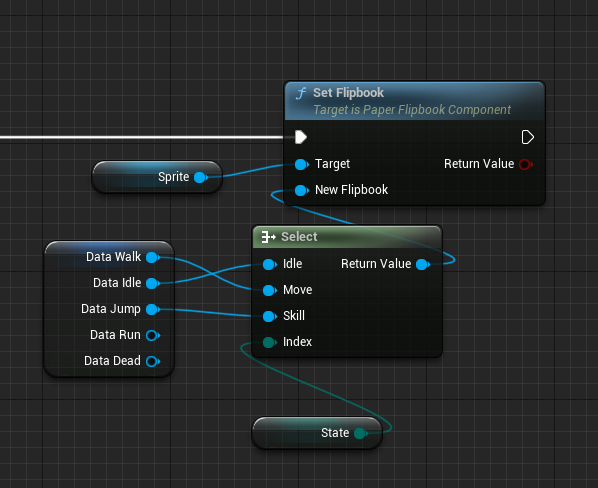 f Set Flipbook
Target is Paper Flipbook Component
Sprite
Target
Return Value
New Flipbook
Select
Data Walk
Idle
Return Value
Data Idle
Move
Data Jump
Skill
Data Run
Index
Data Dead
State